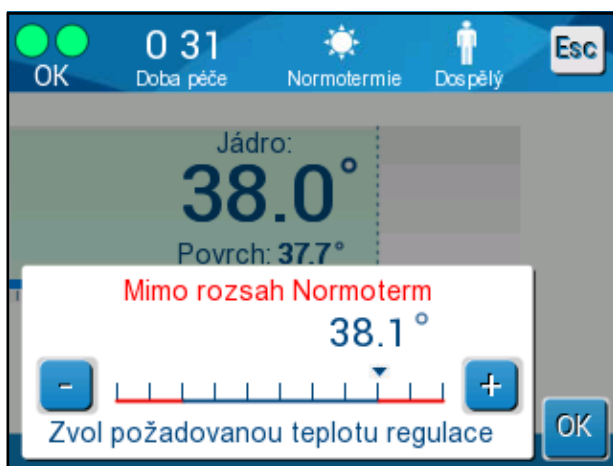 OK
0 31
Doba péče
Normotermie
Dospělý
Esc
Jádro:
38.0°
Povrch: 37.7°
Mimo rozsah Normoterm
38.1°
-
+
Zvol požadovanou teplotu regulace
OK